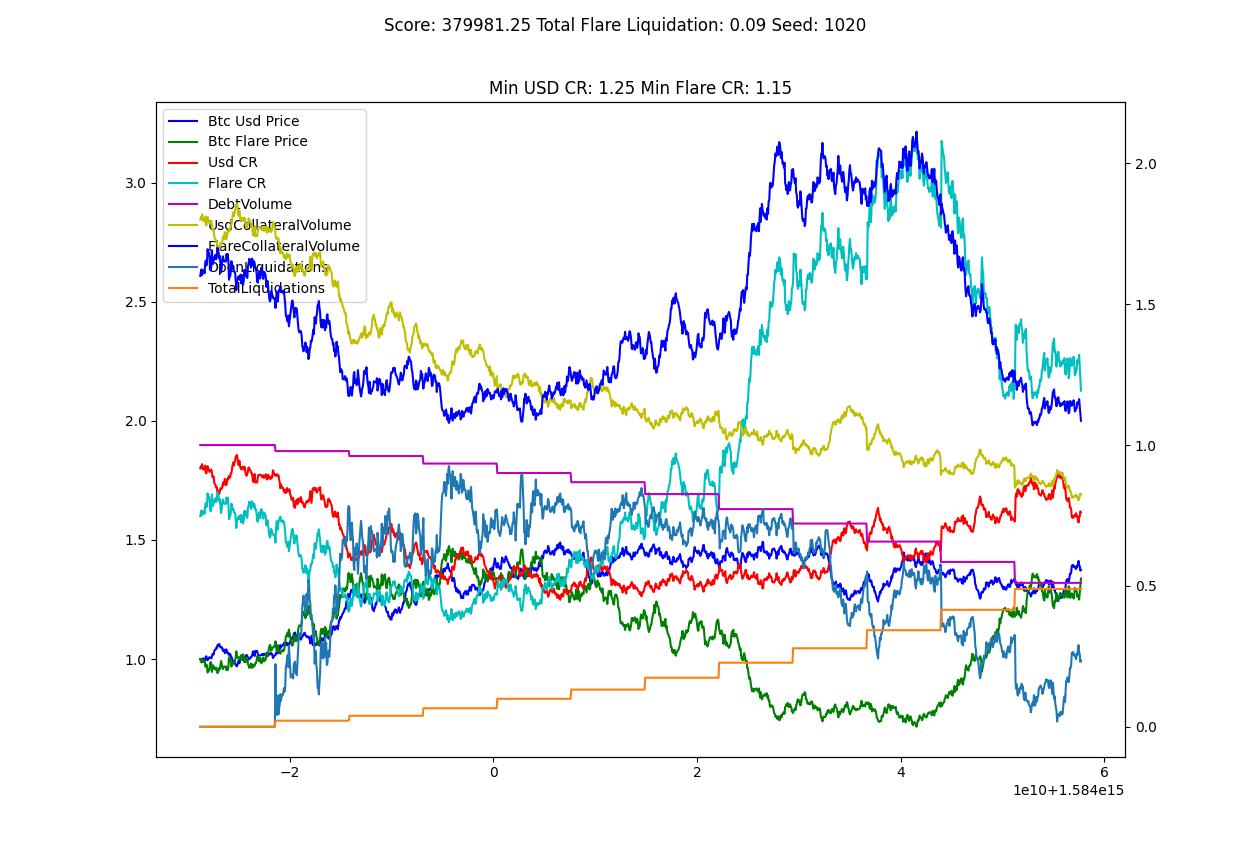 Score: 379981.25 Total Flare Liquidation: 0.09 Seed: 1020
Min USD CR: 1.25 Min Flare CR: 1.15
Btc Usd Price
Btc Flare Price
Usd CR
Flare CR
DebtVolume
UsdCollateralVolume
FlareCollateralVolume
OpenLiquidations
TotalLiquidations
3.0
2.5
2.0
1.5
1.0
2.0
1.5
1.0
0.5
0.0
−2
0
2
4
6
1e10+1.584e15